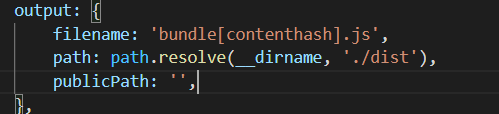 output: {
filename: 'bundle[contenthash].js',
path: path.resolve(__dirname, './dist'),
publicPath: '',
},